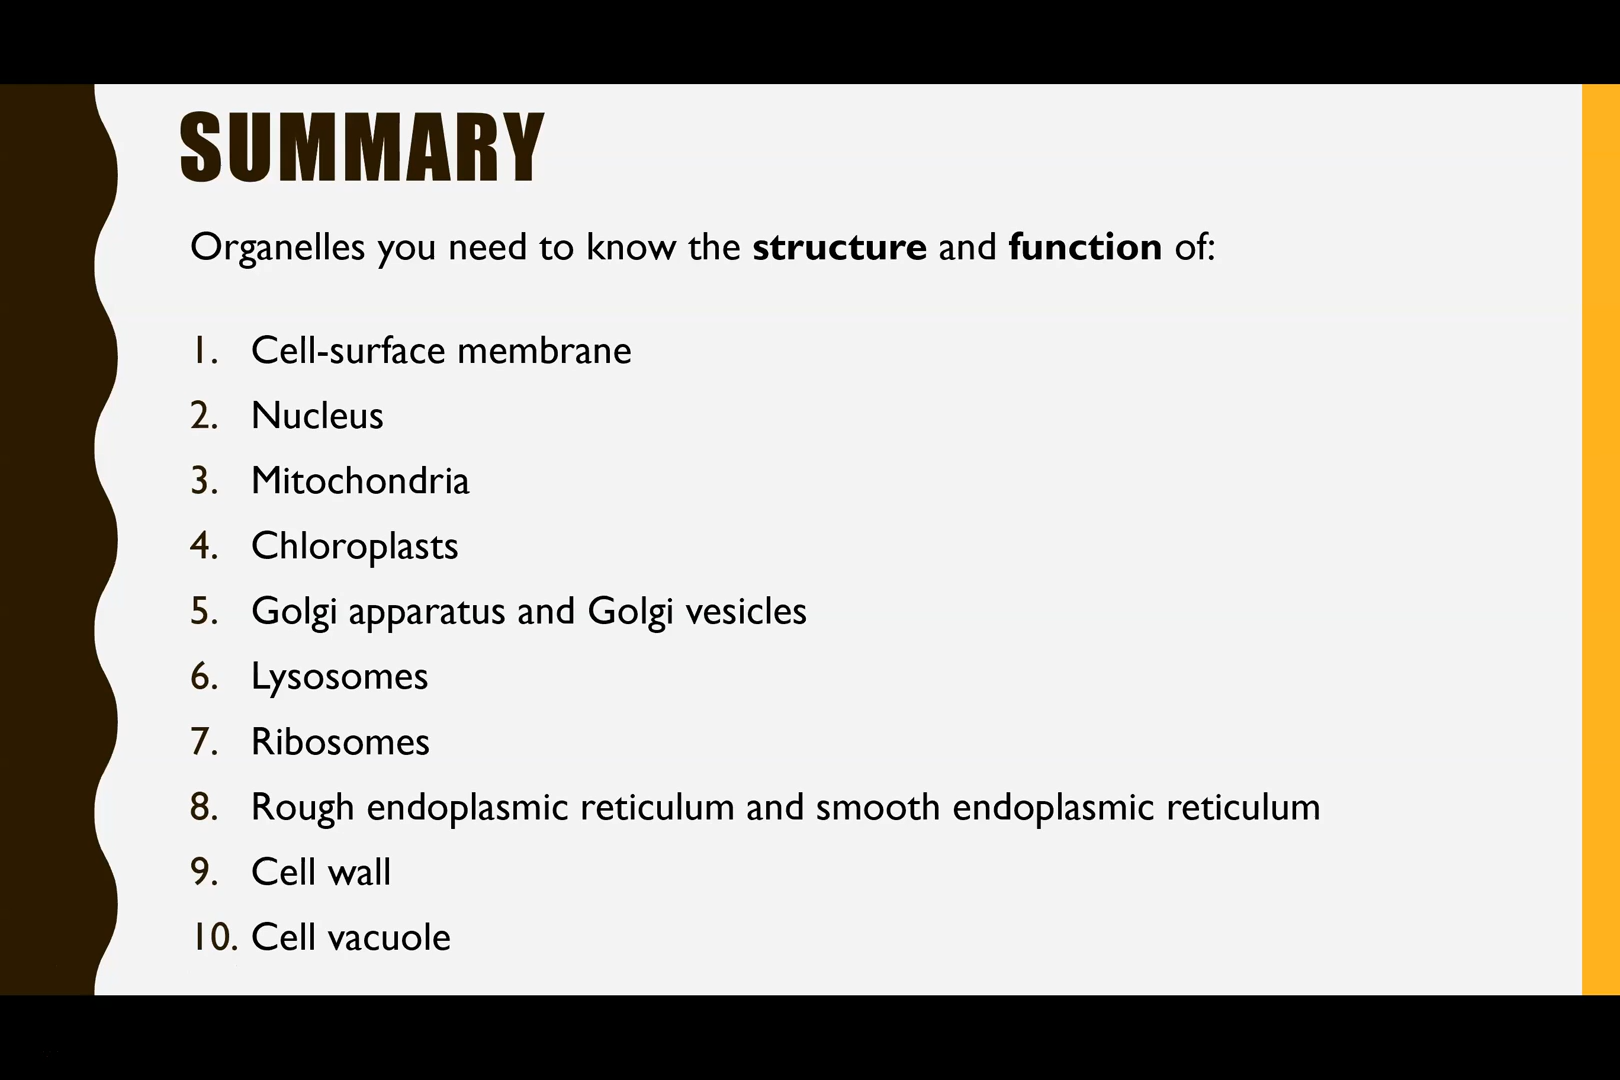 SUMMARY
Organelles you need to know the structure and function of:
1. Cell-surface membrane
2. Nucleus
3. Mitochondria
4. Chloroplasts
5. Golgi apparatus and Golgi vesicles
6. Lysosomes
7. Ribosomes
8. Rough endoplasmic reticulum and smooth endoplasmic reticulum
9. Cell wall
10. Cell vacuole